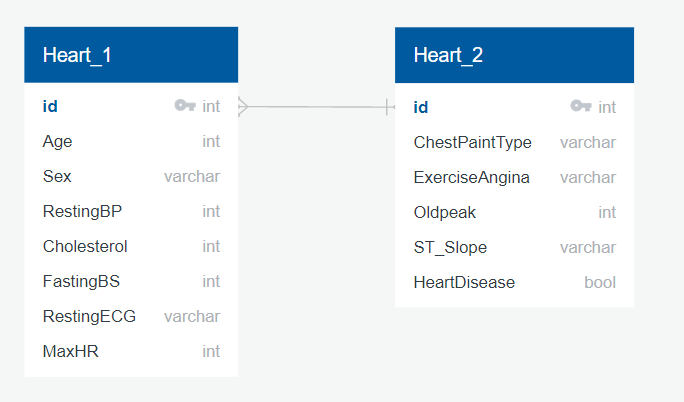 Heart_1
id int
Age int
Sex varchar
RestingBP int
Cholesterol int
FastingBS int
RestingECG varchar
MaxHR int
Heart_2
id int
ChestPaintType varchar
ExerciseAngina varchar
Oldpeak int
ST_Slope varchar
HeartDisease bool